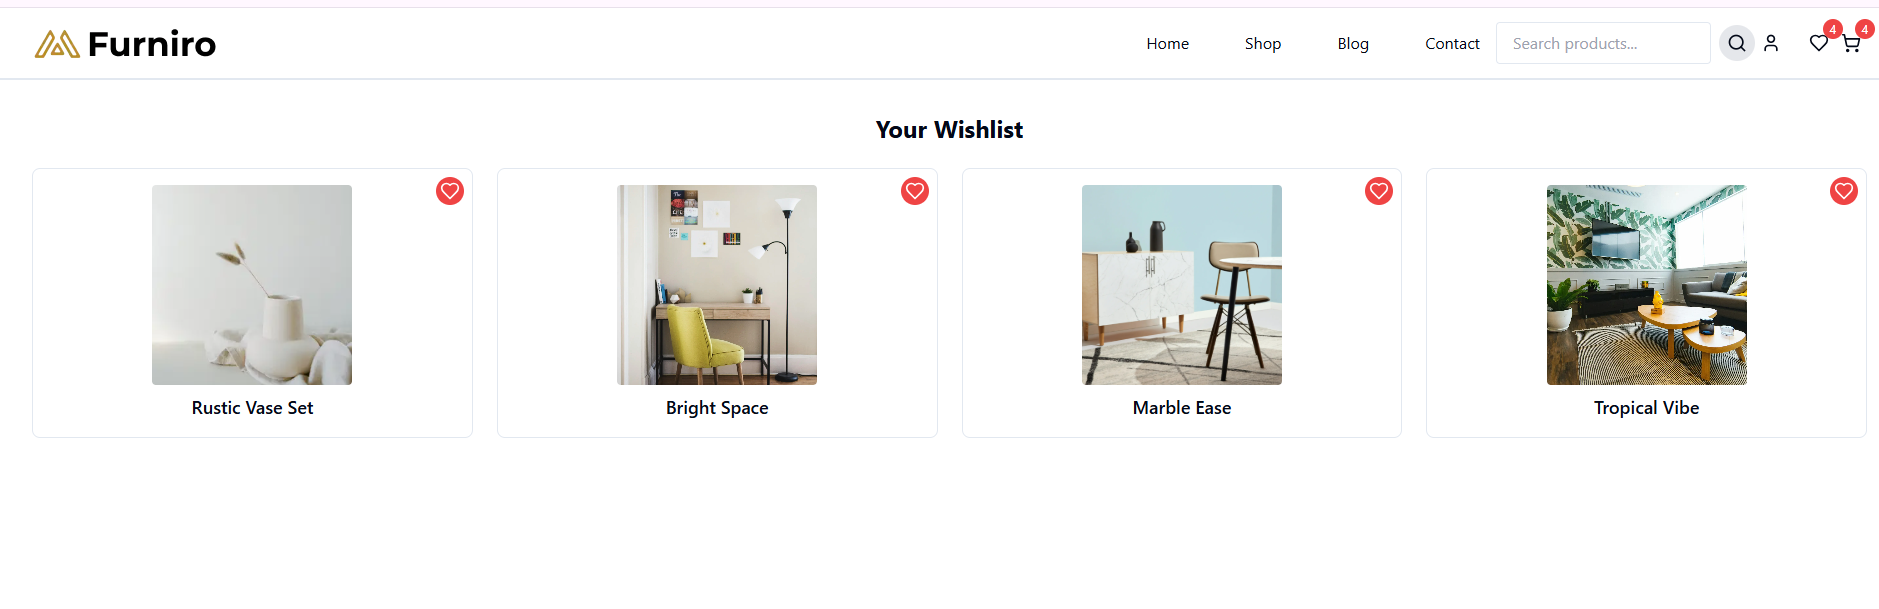 Furniro
Home Shop Blog Contact Search products... 4 4
Your Wishlist
Rustic Vase Set
Bright Space
Marble Ease
Tropical Vibe